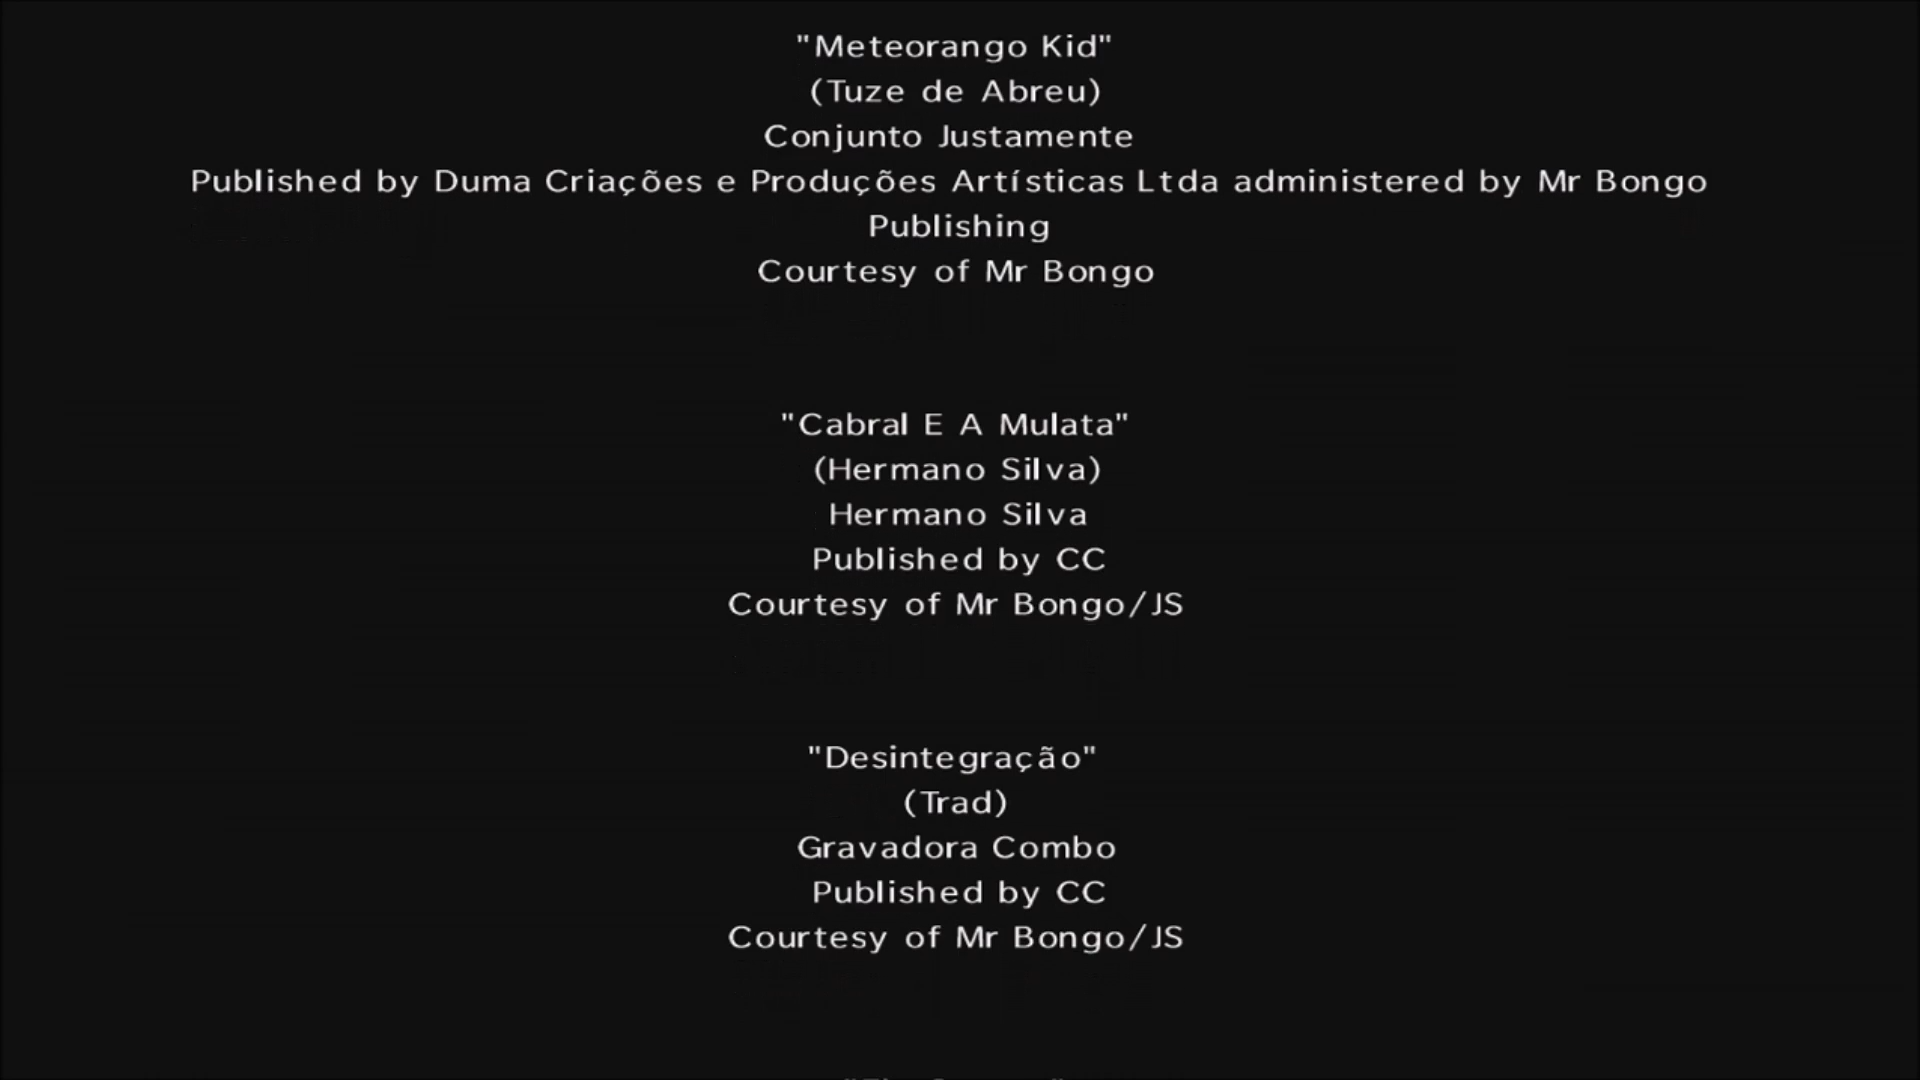 "Meteorango Kid"
(Tuze de Abreu)
Conjunto Justamente
Published by Duma Criações e Produções Artísticas Ltda administered by Mr Bongo
Publishing
Courtesy of Mr Bongo
"Cabral E A Mulata"
(Hermano Silva)
Hermano Silva
Published by CC
Courtesy of Mr Bongo/JS
"Desintegração"
(Trad)
Gravadora Combo
Published by CC
Courtesy of Mr Bongo/JS